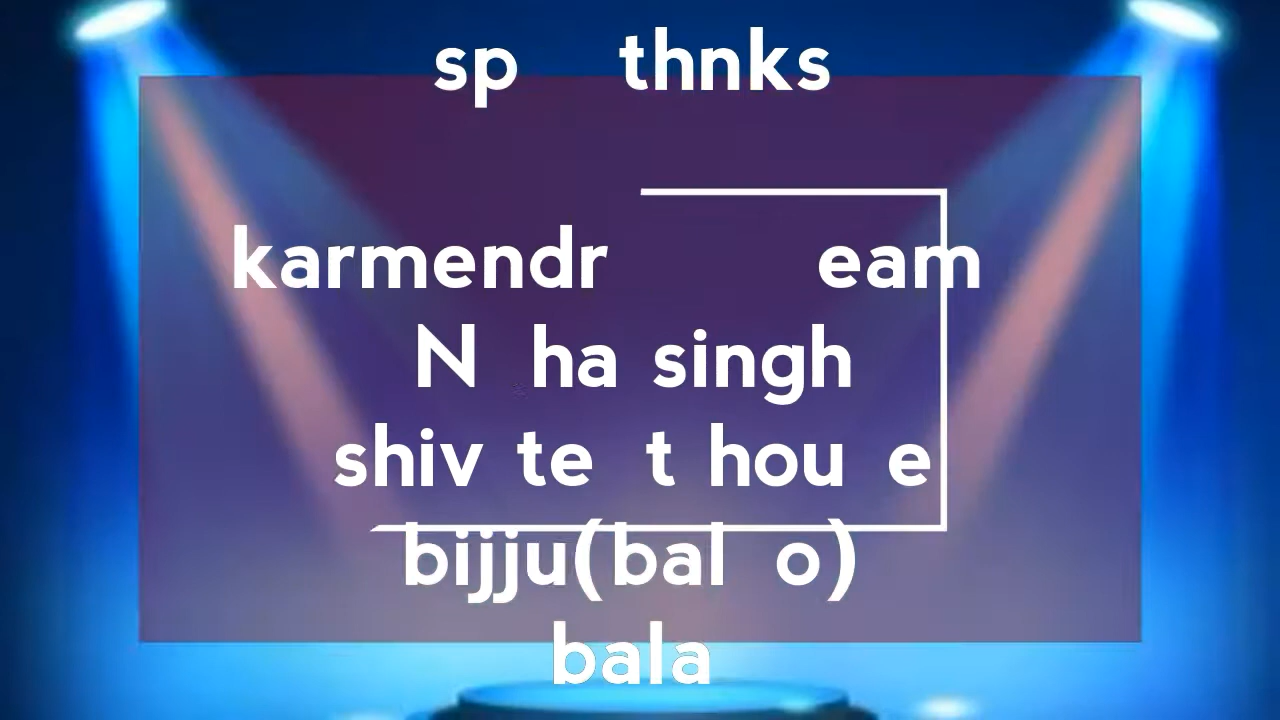 sp thnks
karmendr eam
N ha singh
shiv te t hou e
bijju(bal o)
bala